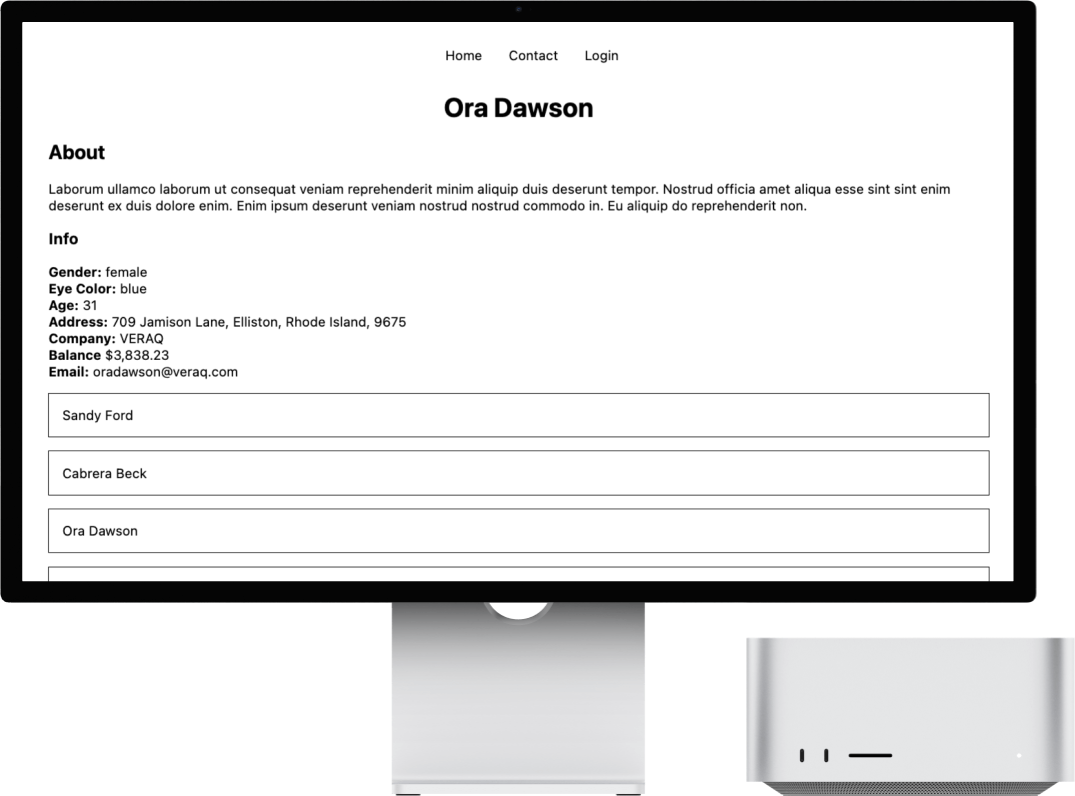 Home Contact Login
Ora Dawson
About
Laborum ullamco laborum ut consequat veniam reprehenderit minim aliquip duis deserunt tempor. Nostrud officia amet aliqua esse sint sint enim
deserunt ex duis dolore enim. Enim ipsum deserunt veniam nostrud nostrud commodo in. Eu aliquip do reprehenderit non.
Info
Gender: female
Eye Color: blue
Age: 31
Address: 709 Jamison Lane, Elliston, Rhode Island, 9675
Company: VERAQ
Balance $3,838.23
Email: oradawson@veraq.com
Sandy Ford
Cabrera Beck
Ora Dawson